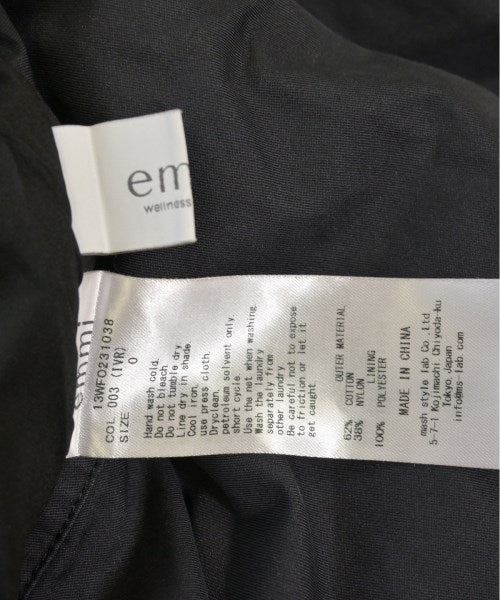 em
wellness
emmi
13WFO231038
COL 003 (IVR)
SIZE 0
Hand wash cold.
Do not bleach.
Do not tumble dry
Line dry in shade.
Cool iron.
use press cloth.
Dryclean,
petroleum solvent only.
short cycle.
Use the net when washing.
Wash the laundry
separately from
other laundry.
Be careful not to expose
to friction or let it
get caught.
OUTER MATERIAL
62% COTTON
38% NYLON
LINING
100% POLYESTER
MADE IN CHINA
mash style lab Co.,ltd
5-7-1 Kojimachi Chiyoda-ku
Tokyo Japan
info@ms-lab.com